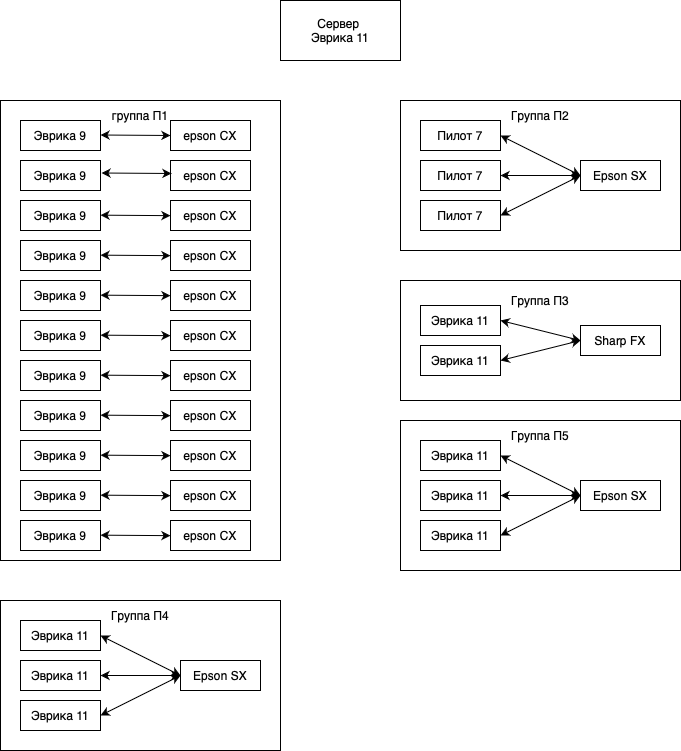 Сервер
Эврика 11
группа П1
Эврика 9
epson CX
Эврика 9
epson CX
Эврика 9
epson CX
Эврика 9
epson CX
Эврика 9
epson CX
Эврика 9
epson CX
Эврика 9
epson CX
Эврика 9
epson CX
Эврика 9
epson CX
Эврика 9
epson CX
Эврика 9
epson CX
Группа П2
Пилот 7
Пилот 7
Epson SX
Пилот 7
Группа П3
Эврика 11
Sharp FX
Эврика 11
Группа П5
Эврика 11
Эврика 11
Epson SX
Эврика 11
Группа П4
Эврика 11
Эврика 11
Epson SX
Эврика 11